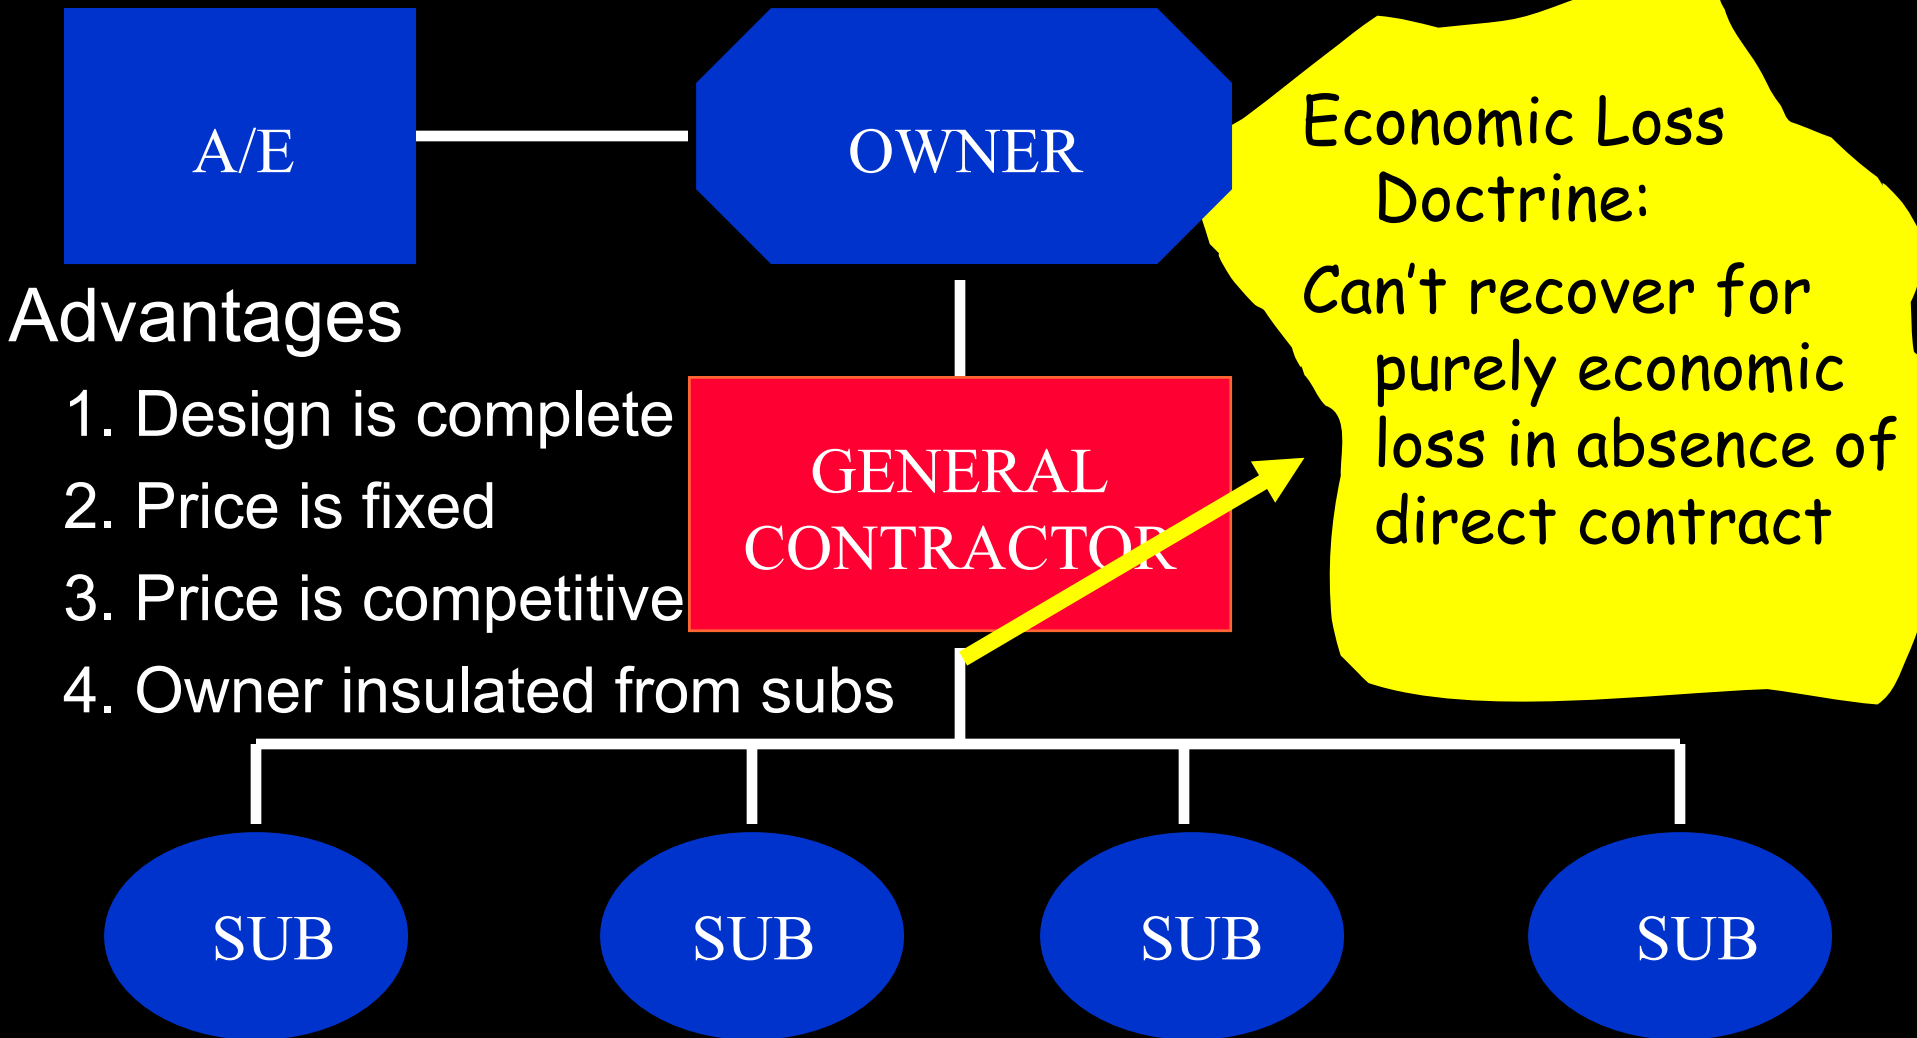 A/E
OWNER
Economic Loss
Doctrine:
Can't recover for
purely economic
loss in absence of
direct contract
Advantages
1. Design is complete
2. Price is fixed
3. Price is competitive
4. Owner insulated from subs
GENERAL
CONTRACTOR
SUB
SUB
SUB
SUB